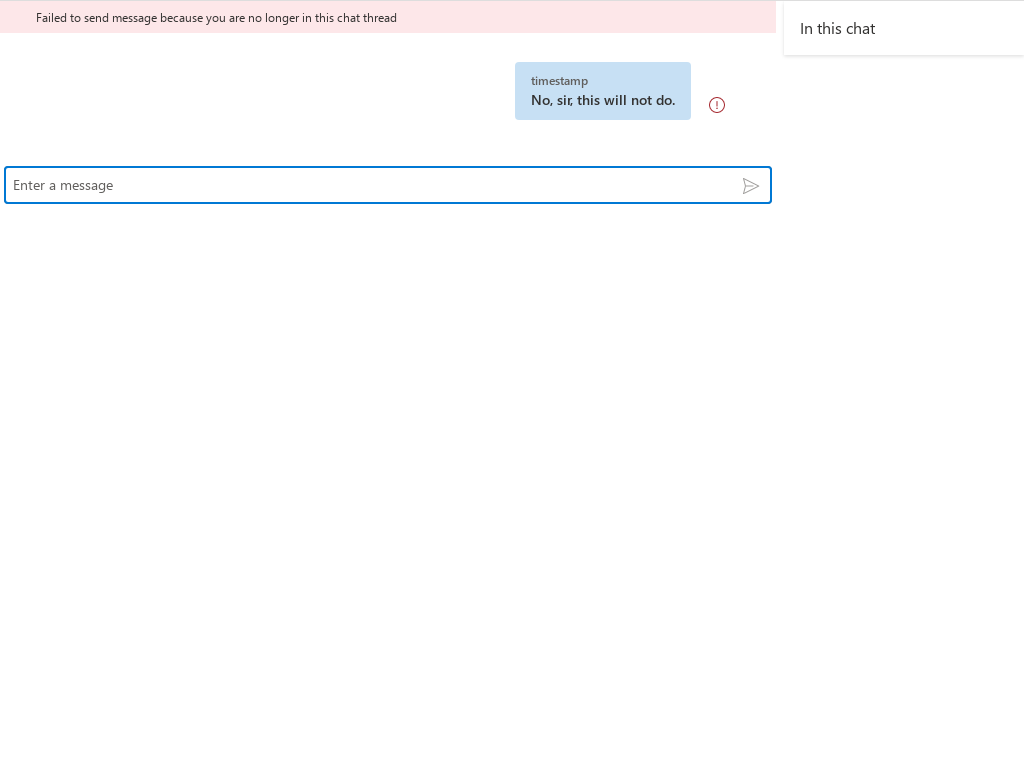 Failed to send message because you are no longer in this chat thread
In this chat
timestamp
No, sir, this will not do.
Enter a message